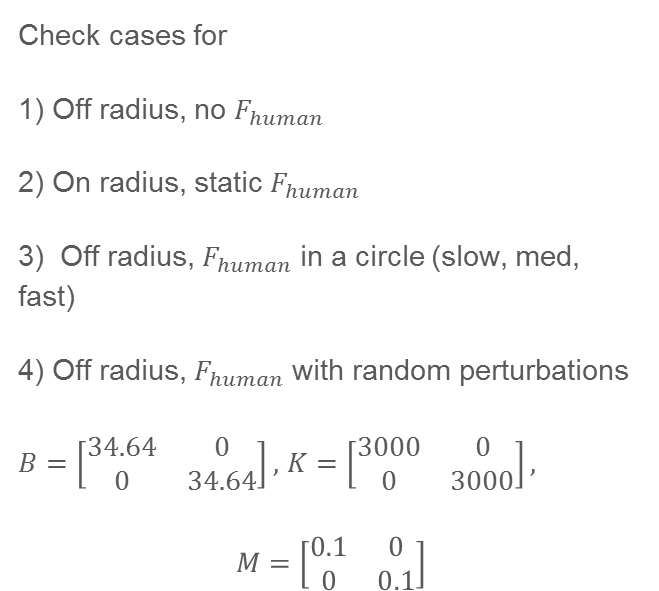 Check cases for
1) Off radius, no F_human
2) On radius, static F_human
3) Off radius, F_human in a circle (slow, med,
fast)
4) Off radius, F_human with random perturbations
B = [34.64 0; 0 34.64], K = [3000 0; 0 3000],
M = [0.1 0; 0 0.1]